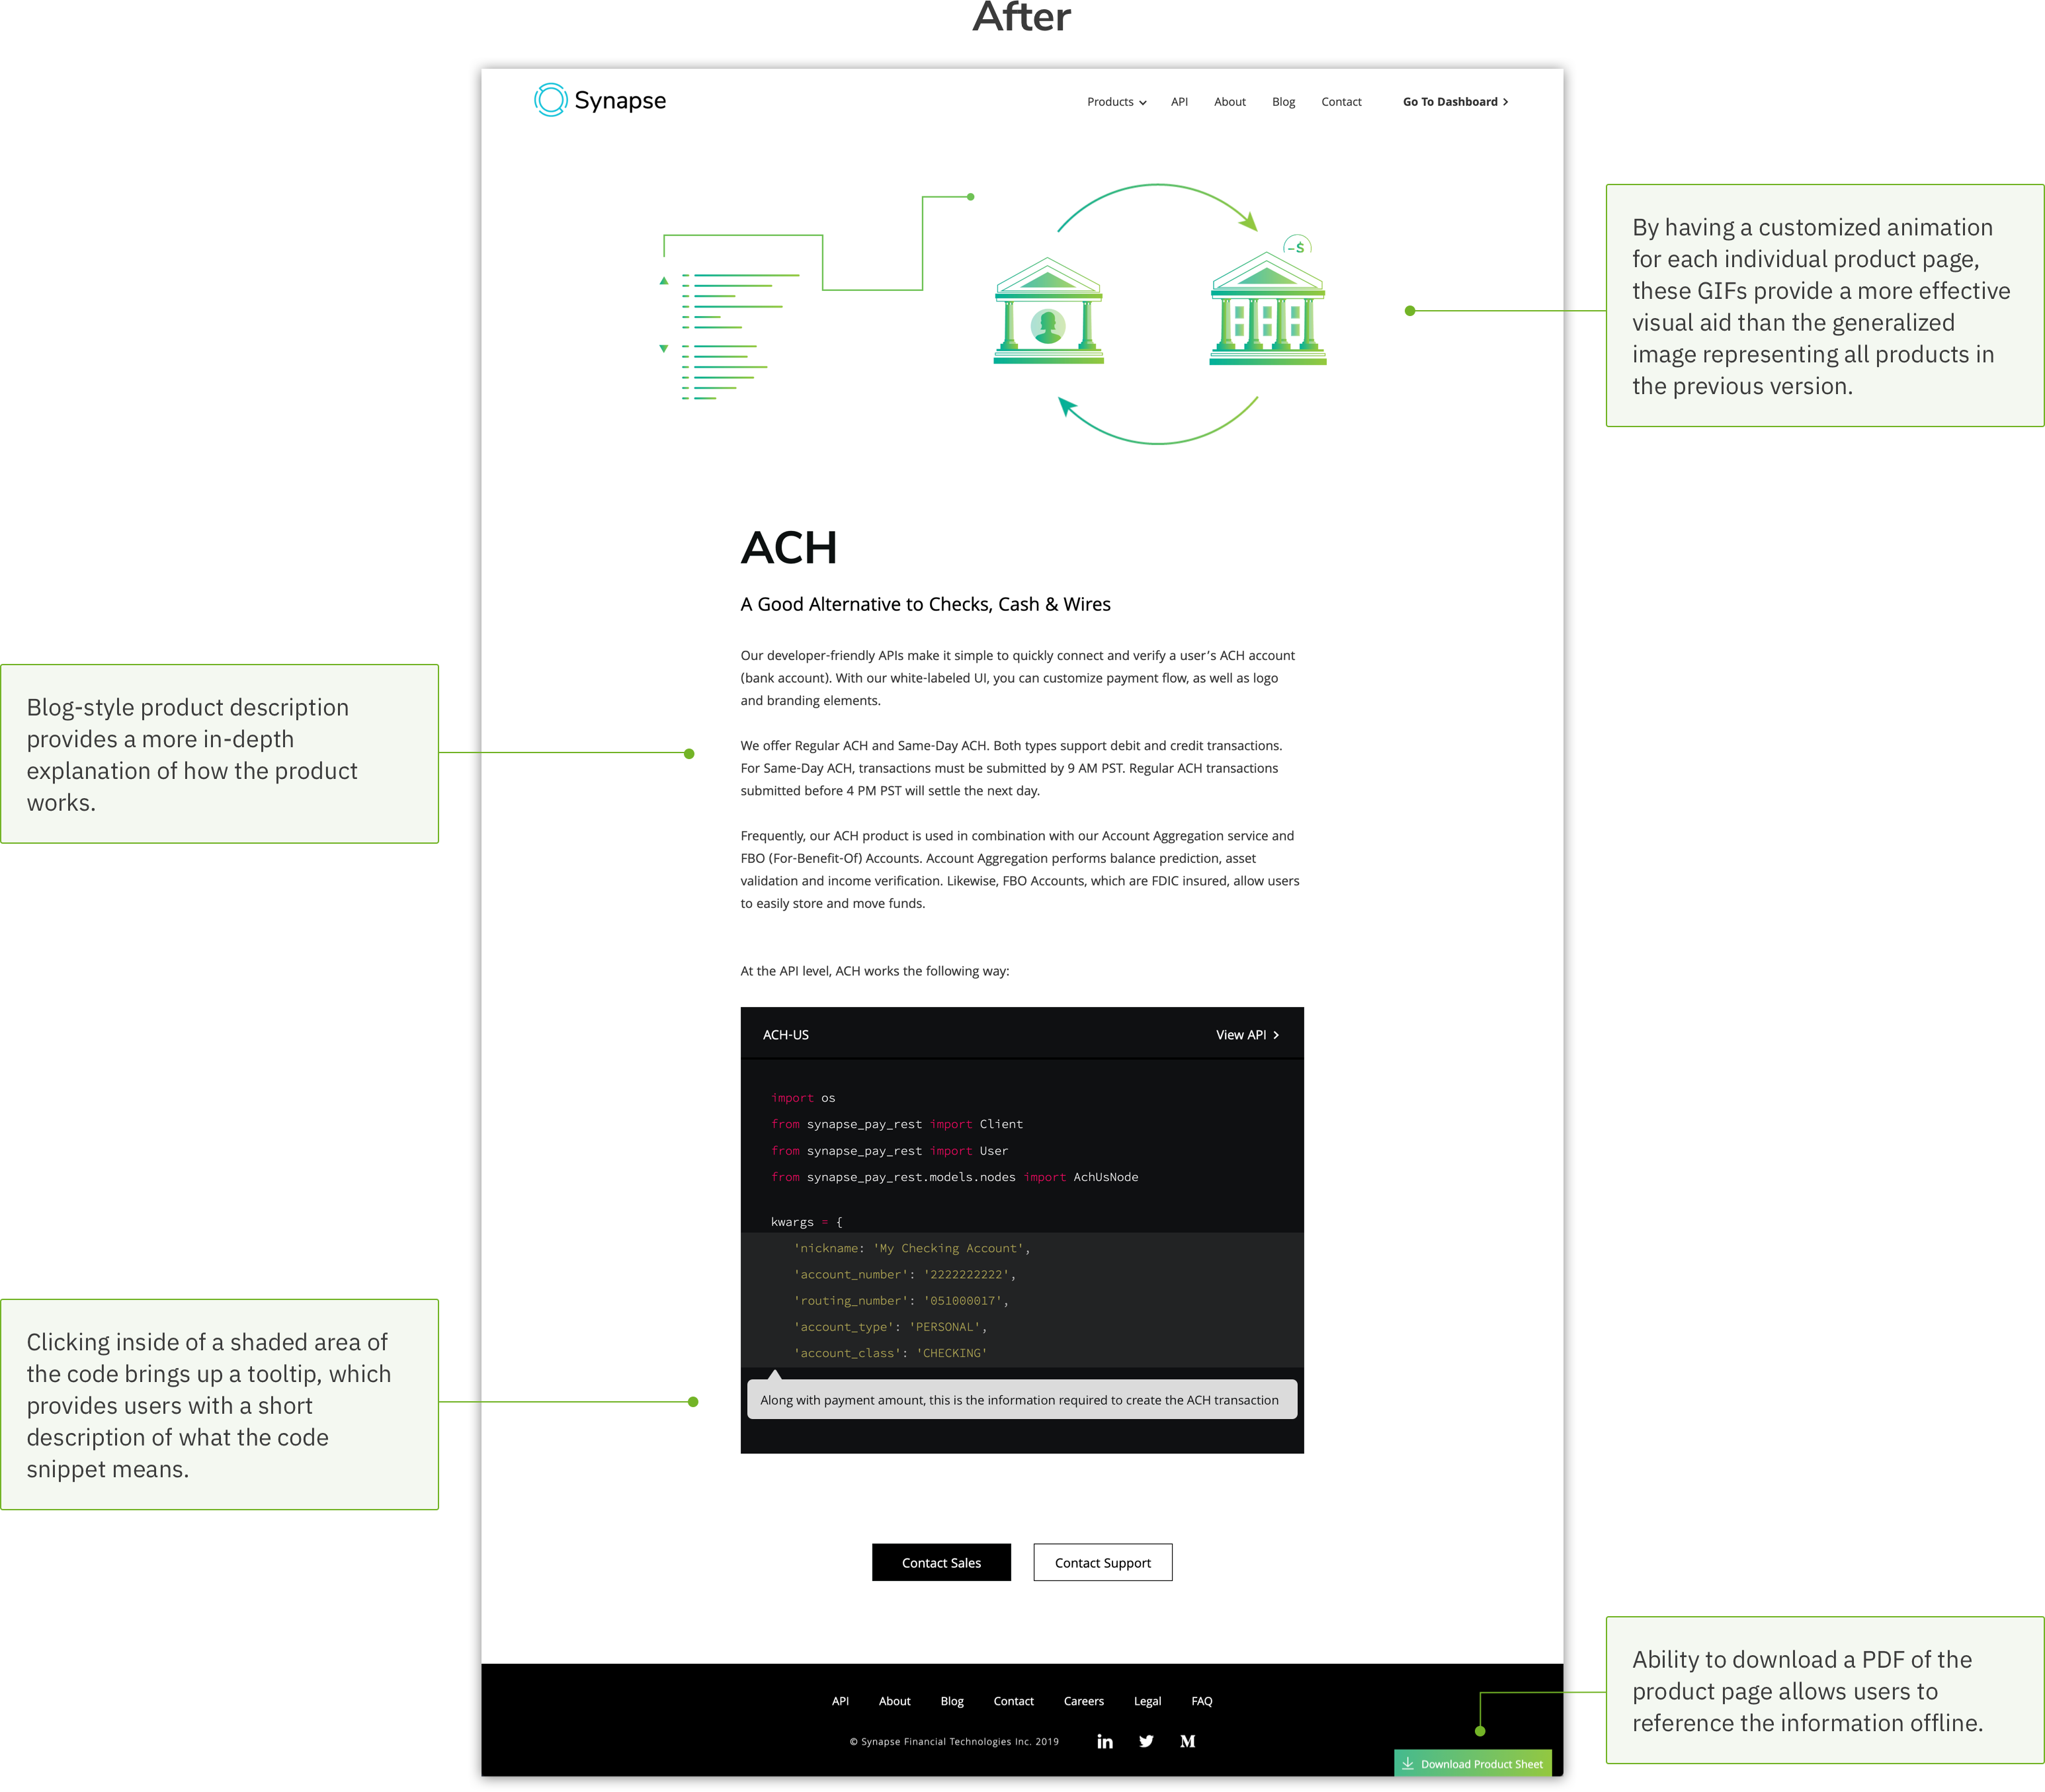 After
Synapse
Products API About Blog Contact Go To Dashboard
-$
By having a customized animation
for each individual product page,
these GIFs provide a more effective
visual aid than the generalized
image representing all products in
the previous version.
ACH
A Good Alternative to Checks, Cash & Wires
Our developer-friendly APIs make it simple to quickly connect and verify a user's ACH account
(bank account). With our white-labeled UI, you can customize payment flow, as well as logo
and branding elements.
We offer Regular ACH and Same-Day ACH. Both types support debit and credit transactions.
For Same-Day ACH, transactions must be submitted by 9 AM PST. Regular ACH transactions
submitted before 4 PM PST will settle the next day.
Frequently, our ACH product is used in combination with our Account Aggregation service and
FBO (For-Benefit-Of) Accounts. Account Aggregation performs balance prediction, asset
validation and income verification. Likewise, FBO Accounts, which are FDIC insured, allow users
to easily store and move funds.
Blog-style product description
provides a more in-depth
explanation of how the product
works.
At the API level, ACH works the following way:
ACH-US View API
import os
from synapse_pay_rest import Client
from synapse_pay_rest import User
from synapse_pay_rest.models.nodes import AchUsNode
kwargs = {
'nickname: 'My Checking Account',
'account_number': '2222222222',
'routing_number': '051000017',
'account_type': 'PERSONAL',
'account_class': 'CHECKING'
Along with payment amount, this is the information required to create the ACH transaction
Clicking inside of a shaded area of
the code brings up a tooltip, which
provides users with a short
description of what the code
snippet means.
Contact Sales Contact Support
API About Blog Contact Careers Legal FAQ
© Synapse Financial Technologies Inc. 2019 in M
Download Product Sheet
Ability to download a PDF of the
product page allows users to
reference the information offline.